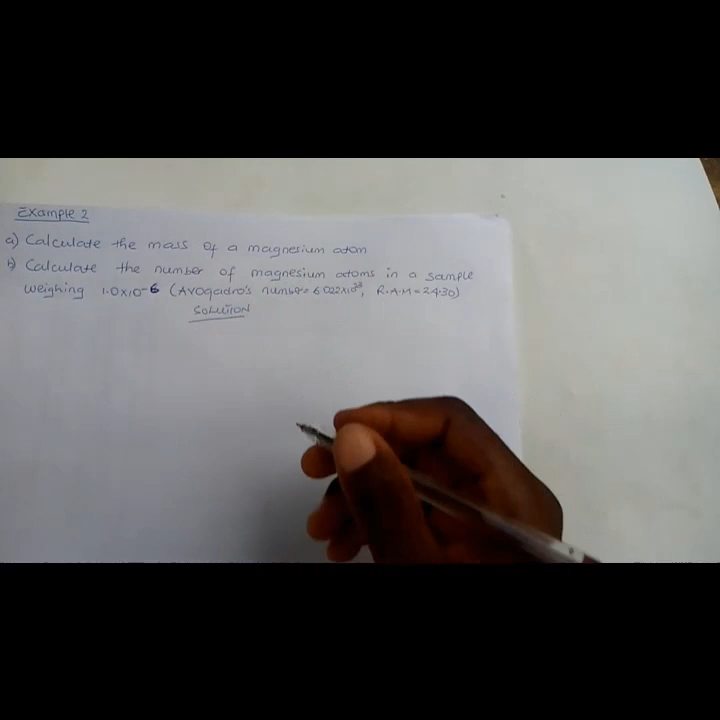 Example 2
a) Calculate the mass of a magnesium atom
b) Calculate the number of magnesium atoms in a sample
weighing 1.0x10-6 (Avogadro's number= 6.022x10²³, R.A.M=24.30)
SOLUTION